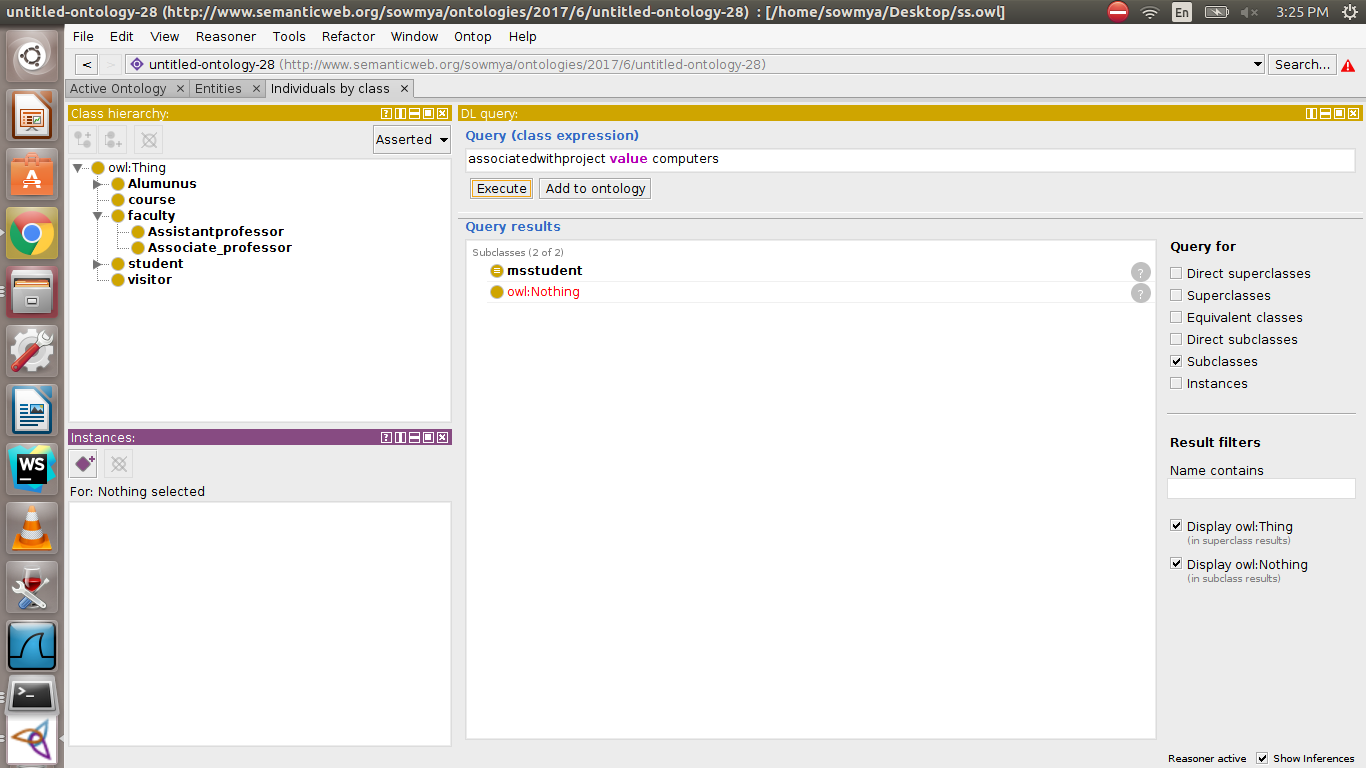 untitled-ontology-28 (http://www.semanticweb.org/sowmya/ontologies/2017/6/untitled-ontology-28) : [/home/sowmya/Desktop/ss.owl]
En
3:25 PM
File Edit View Reasoner Tools Refactor Window Ontop Help
< > untitled-ontology-28 (http://www.semanticweb.org/sowmya/ontologies/2017/6/untitled-ontology-28) Search...
Active Ontology × Entities × Individuals by class ×
Class hierarchy:
Asserted
owl:Thing
Alumunus
course
faculty
Assistantprofessor
Associate_professor
student
visitor
Instances:
For: Nothing selected
DL query:
Query (class expression)
associatedwithproject value computers
Execute Add to ontology
Query results
Subclasses (2 of 2)
msstudent
?
owl:Nothing
?
Query for
Direct superclasses
Superclasses
Equivalent classes
Direct subclasses
Subclasses
Instances
Result filters
Name contains
Display owl:Thing
(in superclass results)
Display owl:Nothing
(in subclass results)
Reasoner active Show Inferences
WS